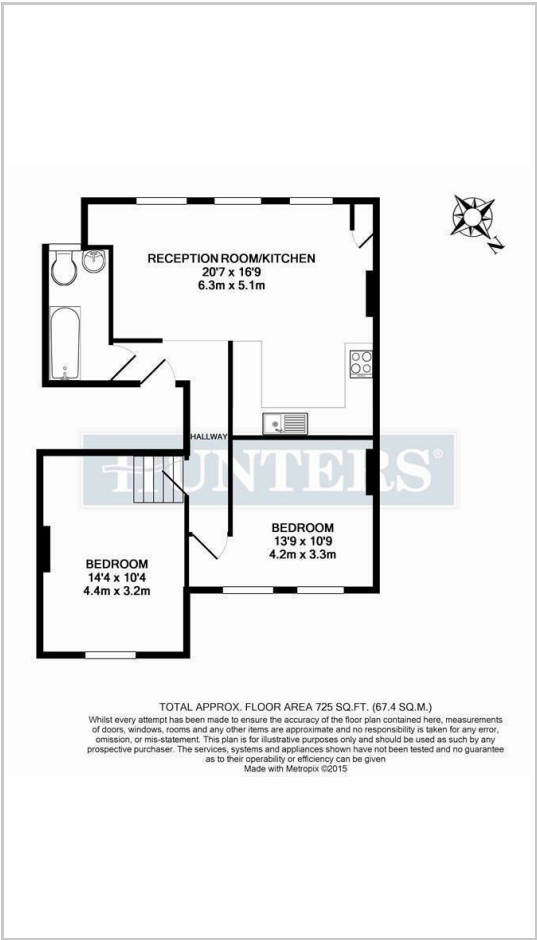 N
RECEPTION ROOM/KITCHEN
20'7 x 16'9
6.3m x 5.1m
HALLWAY
HUNTERS®
BEDROOM
13'9 x 10'9
4.2m x 3.3m
BEDROOM
14'4 x 10'4
4.4m x 3.2m
TOTAL APPROX. FLOOR AREA 725 SQ.FT. (67.4 SQ.M.)
Whilst every attempt has been made to ensure the accuracy of the floor plan contained here, measurements
of doors, windows, rooms and any other items are approximate and no responsibility is taken for any error,
omission, or mis-statement. This plan is for illustrative purposes only and should be used as such by any
prospective purchaser. The services, systems and appliances shown have not been tested and no guarantee
as to their operability or efficiency can be given
Made with Metropix ©2015